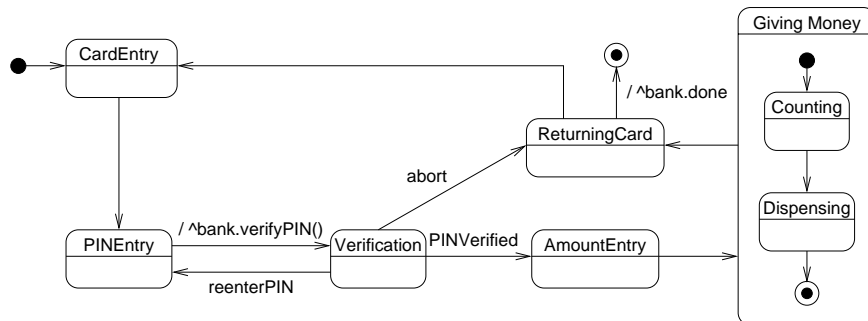 Giving Money
CardEntry
/ ^bank.done
Counting
ReturningCard
abort
Dispensing
/ ^bank.verifyPIN()
PINEntry
Verification
PINVerified
AmountEntry
reenterPIN